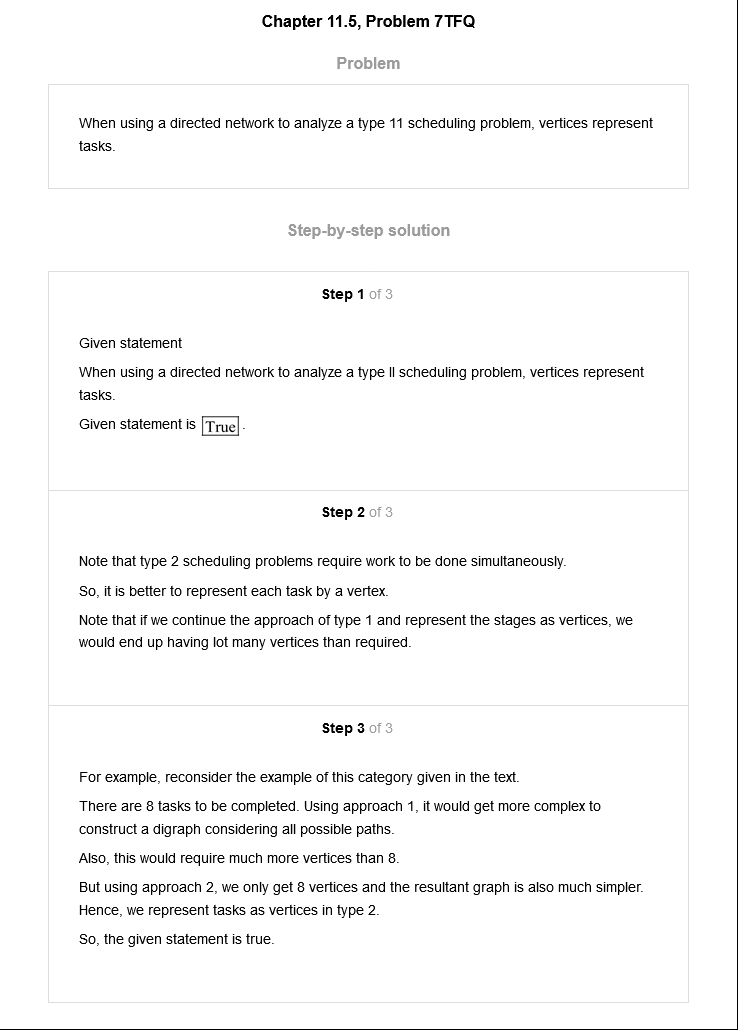 Chapter 11.5, Problem 7TFQ
Problem
When using a directed network to analyze a type 11 scheduling problem, vertices represent
tasks.
Step-by-step solution
Step 1 of 3
Given statement
When using a directed network to analyze a type II scheduling problem, vertices represent
tasks.
Given statement is True .
Step 2 of 3
Note that type 2 scheduling problems require work to be done simultaneously.
So, it is better to represent each task by a vertex.
Note that if we continue the approach of type 1 and represent the stages as vertices, we
would end up having lot many vertices than required.
Step 3 of 3
For example, reconsider the example of this category given in the text.
There are 8 tasks to be completed. Using approach 1, it would get more complex to
construct a digraph considering all possible paths.
Also, this would require much more vertices than 8.
But using approach 2, we only get 8 vertices and the resultant graph is also much simpler.
Hence, we represent tasks as vertices in type 2.
So, the given statement is true.